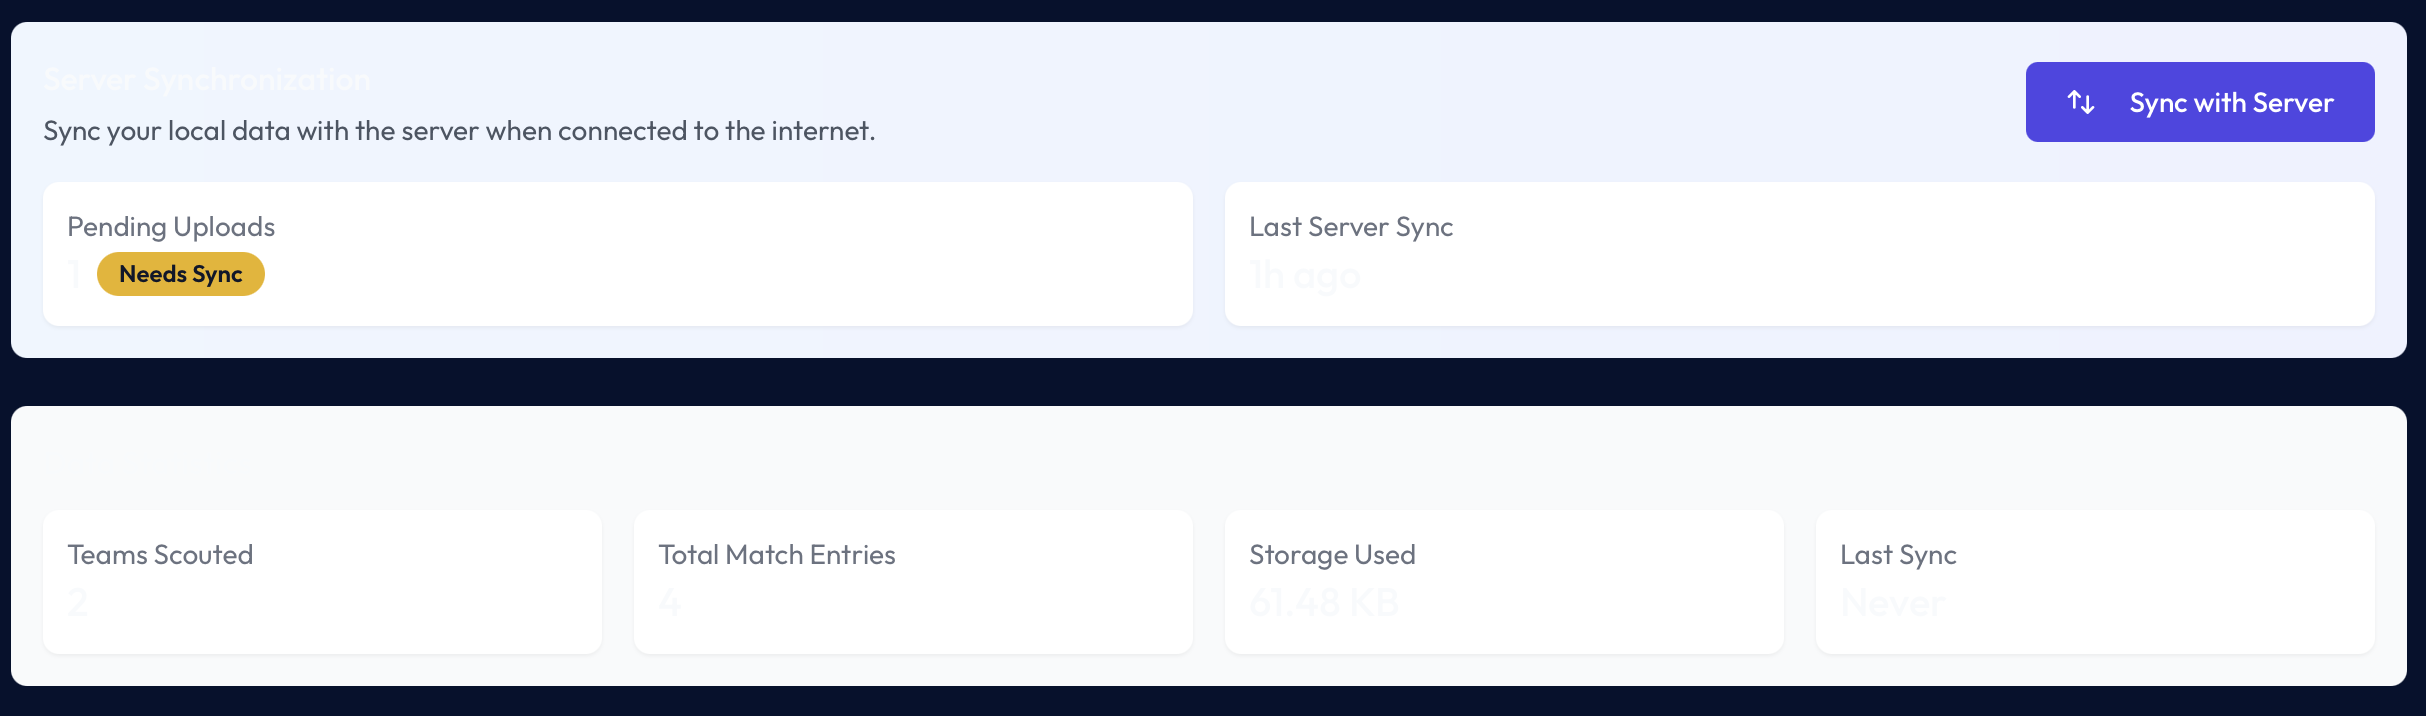 Server Synchronization
Sync with Server
Sync your local data with the server when connected to the internet.
Pending Uploads
Last Server Sync
1 Needs Sync
1h ago
Teams Scouted
Total Match Entries
Storage Used
Last Sync
2
4
61.48 KB
Never